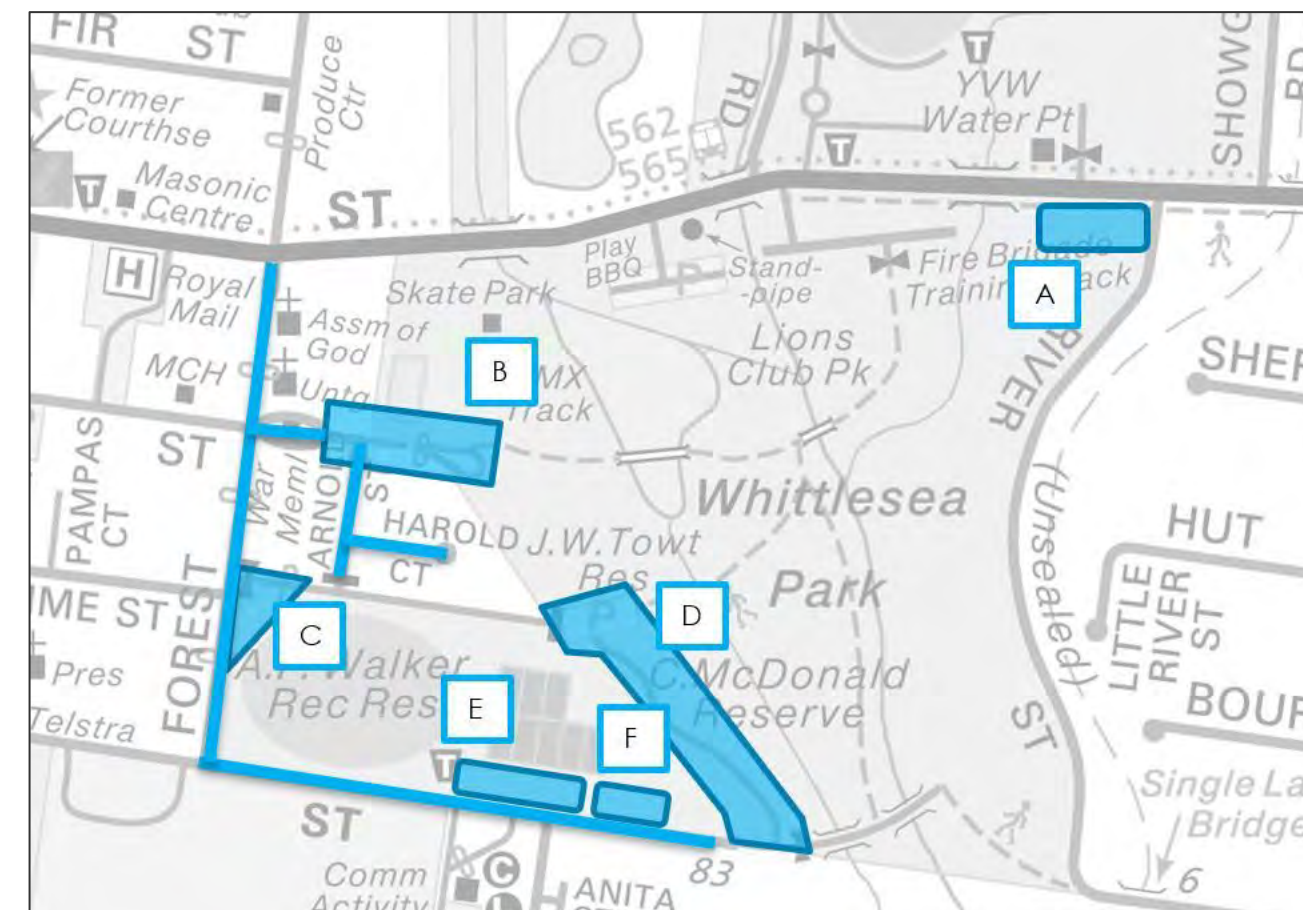 FIR ST
Produce
Ctr
Former
Courthse
T
Masonic
Centre
ST
562
565
RD
T
YVW
Water Pt
T
SHOWG
RD
H
Royal
Mail
MCH
Assm of
God
Untg
Skate Park
Play
BBQ
P
Stand-
-pipe
Fire Brigade
Training Track
A
Lions
Club Pk
RIVER
SHER
B
MX
Track
ST
PAMPAS
CT
War
Meml
ARNOLD
ST
HAROLD
CT
J.W.Towt
Res
Whittlesea
Park
(Unsealed)
HUT
LITTLE
RIVER
ST
IME ST
FOREST
C
P
D
Pres
Telstra
A.F. Walker
Rec Res
E
F
C.McDonald
Reserve
ST
BOUR
T
ST
Single La
Bridge
83
6
Comm
Activity
C
L
ANITA